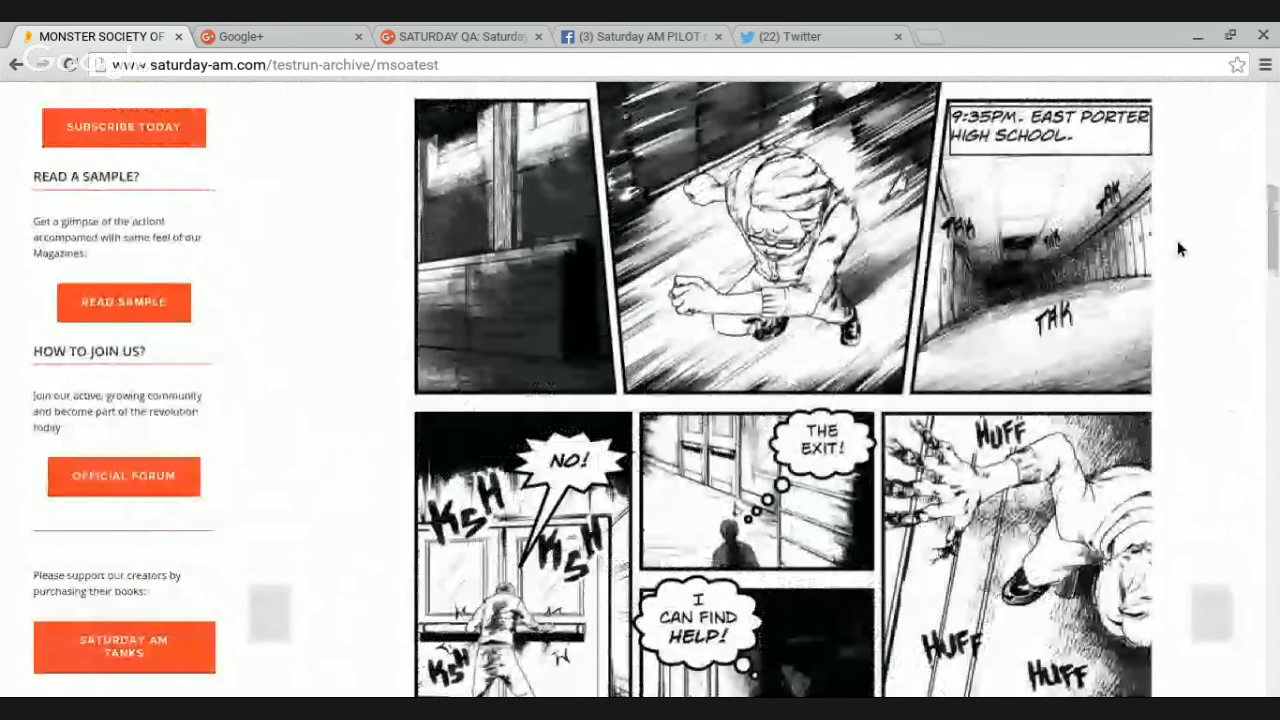 MONSTER SOCIETY OF
Google+
SATURDAY QA: Saturday
(3) Saturday AM PILOT
(22) Twitter
Google
www.saturday-am.com/testrun-archive/msoatest
SUBSCRIBE TODAY
READ A SAMPLE?
Get a glimpse of the action!
accompanied with same feel of our
Magazines:
READ SAMPLE
HOW TO JOIN US?
Join our active, growing community
and become part of the revolution
today
OFFICIAL FORUM
Please support our creators by
purchasing their books:
SATURDAY AM
TANKS
9:35PM. EAST PORTER
HIGH SCHOOL.
TAK
TAK
TAK
TAK
NO!
KSH
KSH
KSH
THE
EXIT!
I
CAN FIND
HELP!
HUFF
HUFF
HUFF